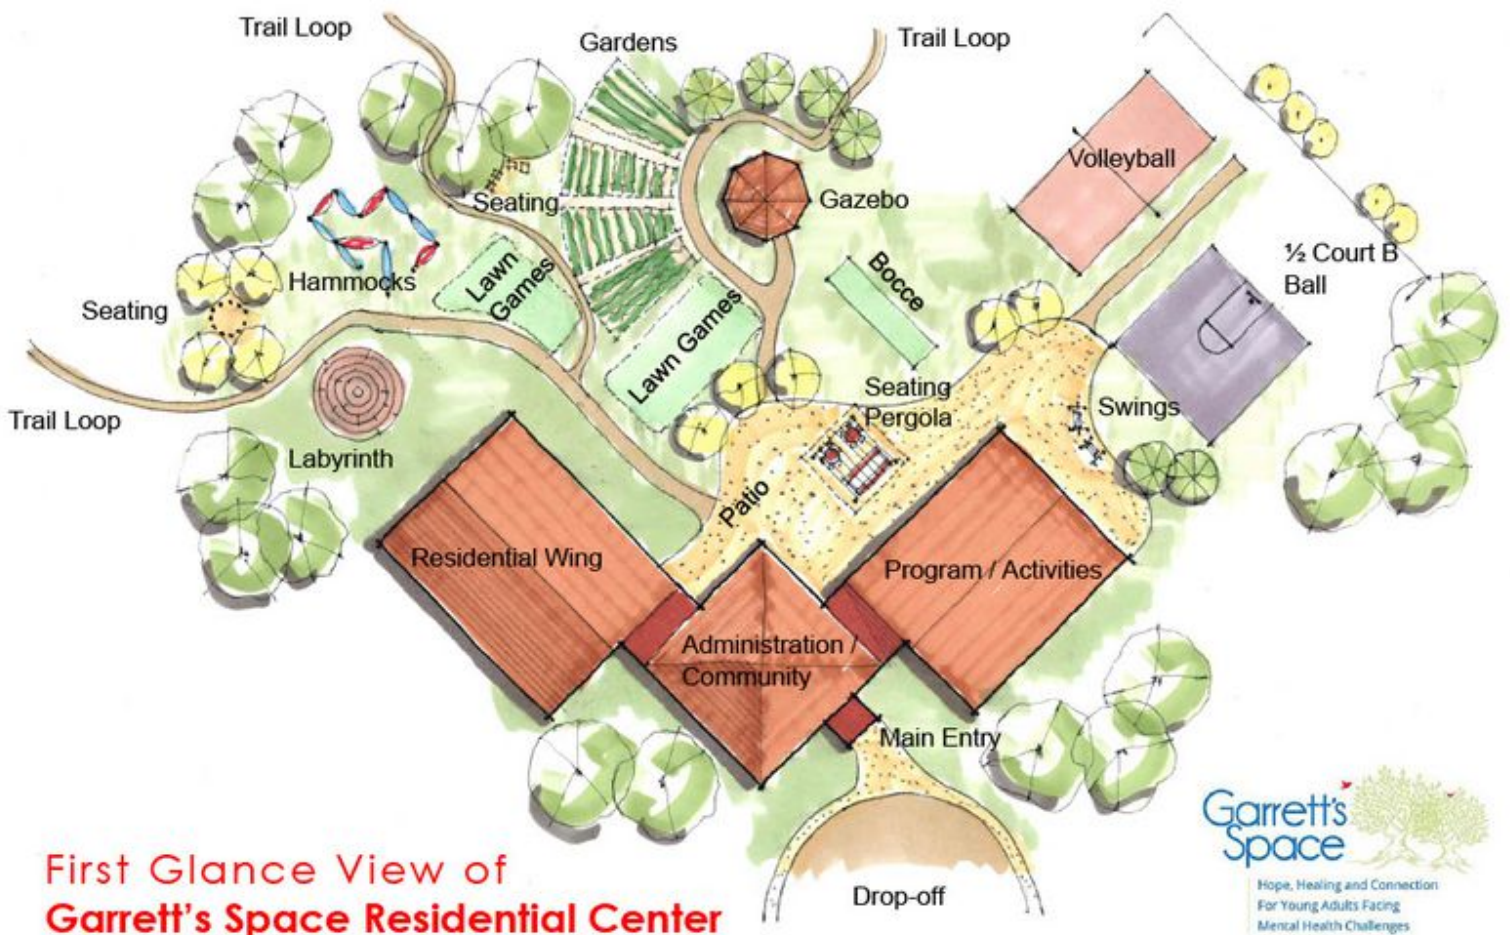 Trail Loop
Gardens
Trail Loop
Volleyball
Seating
Gazebo
½ Court B
Ball
Hammocks
Lawn
Games
Bocce
Seating
Lawn Games
Seating
Pergola
Swings
Trail Loop
Labyrinth
Patio
Residential Wing
Program / Activities
Administration /
Community
Main Entry
Drop-off
Garrett's
Space
Hope, Healing and Connection
For Young Adults Facing
Mental Health Challenges
First Glance View of
Garrett's Space Residential Center